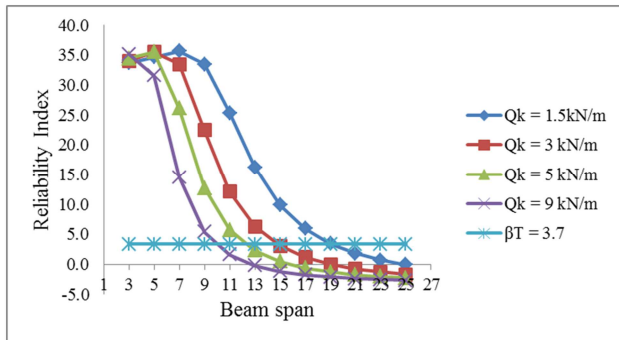 40.0
35.0
30.0
25.0
20.0
15.0
10.0
5.0
0.0
-5.0
Reliability Index
1 3 5 7 9 11 13 15 17 19 21 23 25 27
Beam span
Qk = 1.5kN/m
Qk = 3 kN/m
Qk = 5 kN/m
Qk = 9 kN/m
βT = 3.7